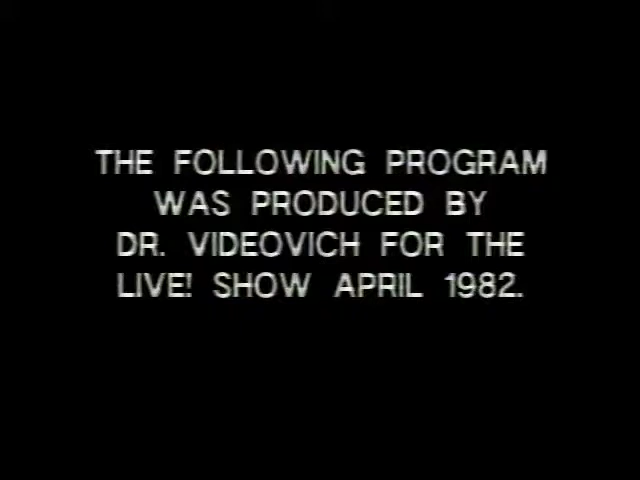 THE FOLLOWING PROGRAM
WAS PRODUCED BY
DR. VIDEOVICH FOR THE
LIVE! SHOW APRIL 1982.